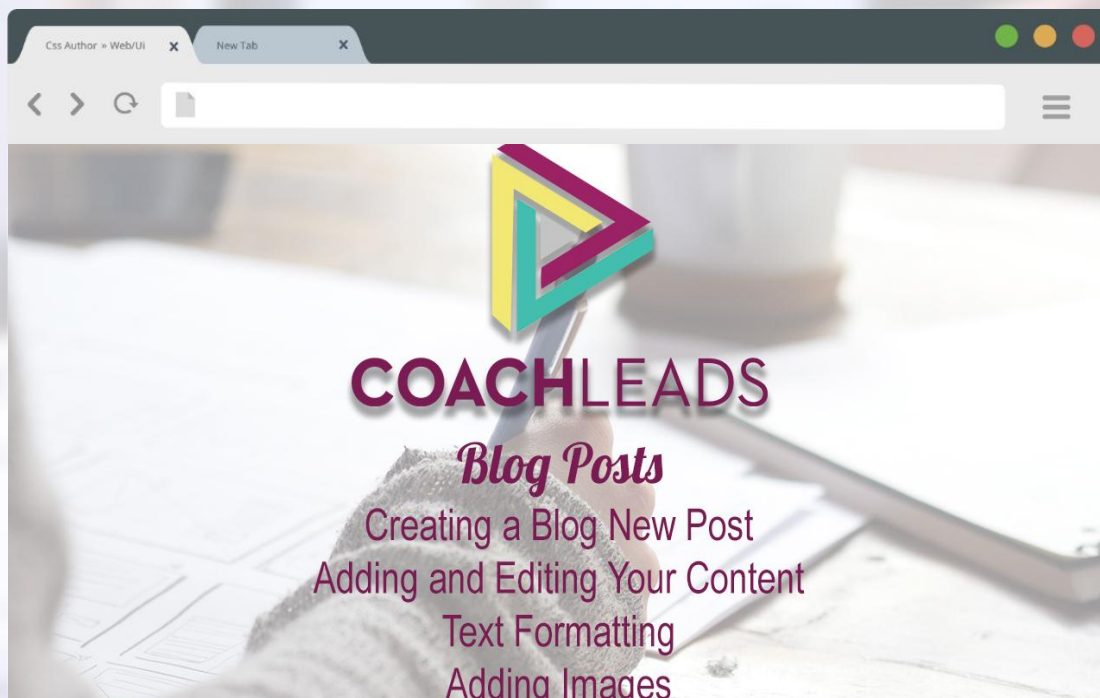 Css Author » Web/Ui x New Tab x
COACHLEADS
Blog Posts
Creating a Blog New Post
Adding and Editing Your Content
Text Formatting
Adding Images